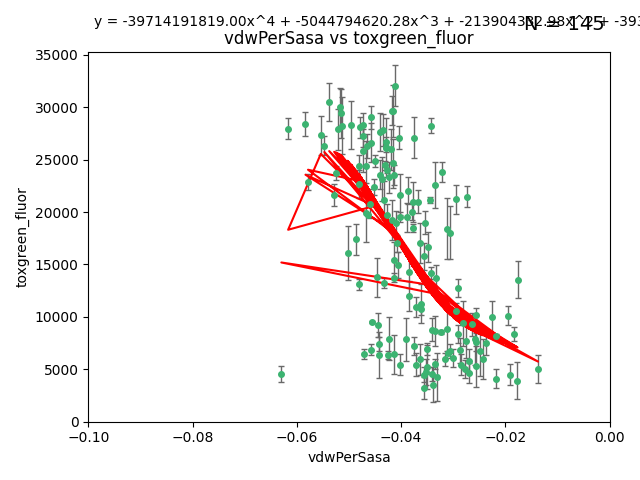 y = -39714191819.00x^4 + -5044794620.28x^3 + -213904
N = 145
vdwPerSasa vs toxgreen_fluor
35000
30000
25000
20000
15000
10000
5000
0
toxgreen_fluor
−0.10 −0.08 −0.06 −0.04 −0.02 0.00
vdwPerSasa